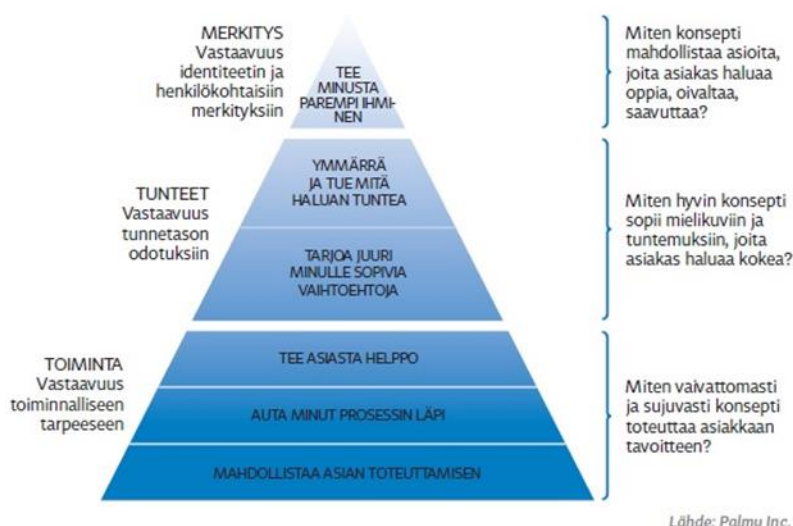 MERKITYS
Vastaavuus
identiteetin ja
henkilökohtaisiin
merkityksiin
TEE
MINUSTA
PAREMPI IHMI-
NEN
Miten konsepti
mahdollistaa asioita,
joita asiakas haluaa
oppia, oivaltaa,
saavuttaa?
TUNTEET
Vastaavuus
tunnetason
odotuksiin
YMMÄRRÄ
JA TUE MITÄ
HALUAN TUNTEA
TARJOA JUURI
MINULLE SOPIVIA
VAIHTOEHTOJA
Miten hyvin konsepti
sopii mielikuviin ja
tuntemuksiin, joita
asiakas haluaa kokea?
TOIMINTA
Vastaavuus
toiminnalliseen
tarpeeseen
TEE ASIASTA HELPPO
AUTA MINUT PROSESSIN LÄPI
MAHDOLLISTAA ASIAN TOTEUTTAMISEN
Miten vaivattomasti
ja sujuvasti konsepti
toteuttaa asiakkaan
tavoitteen?
Lähde: Palmu Inc.